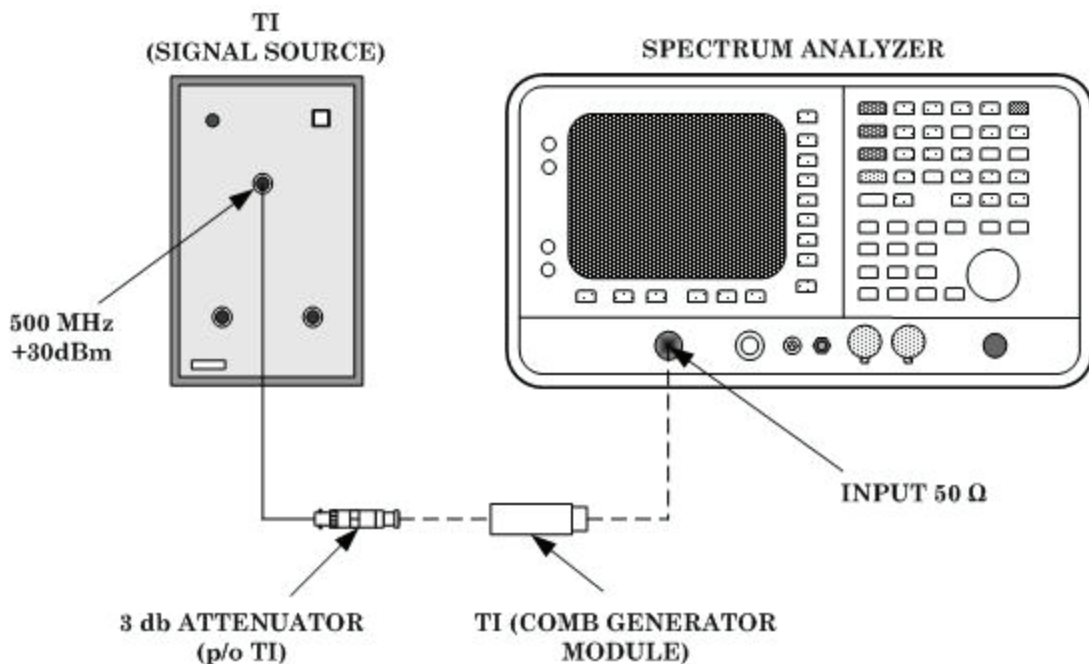 TI
(SIGNAL SOURCE)
SPECTRUM ANALYZER
500 MHz
+30dBm
INPUT 50 Ω
3 db ATTENUATOR
(p/o TI)
TI (COMB GENERATOR
MODULE)